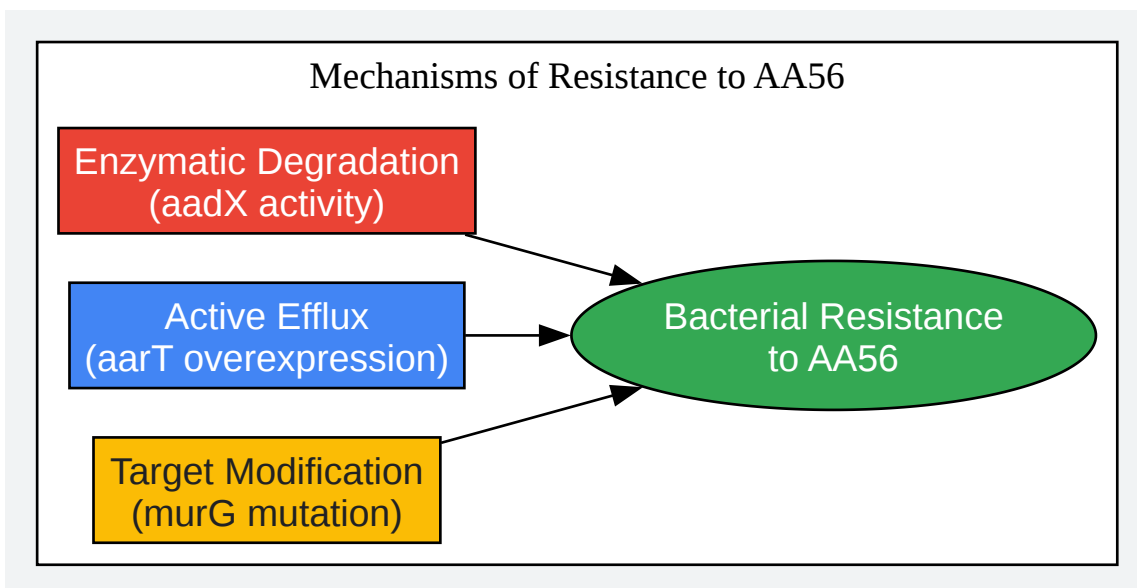 Mechanisms of Resistance to AA56
Enzymatic Degradation
(aadX activity)
Active Efflux
(aarT overexpression)
Target Modification
(murG mutation)
Bacterial Resistance
to AA56